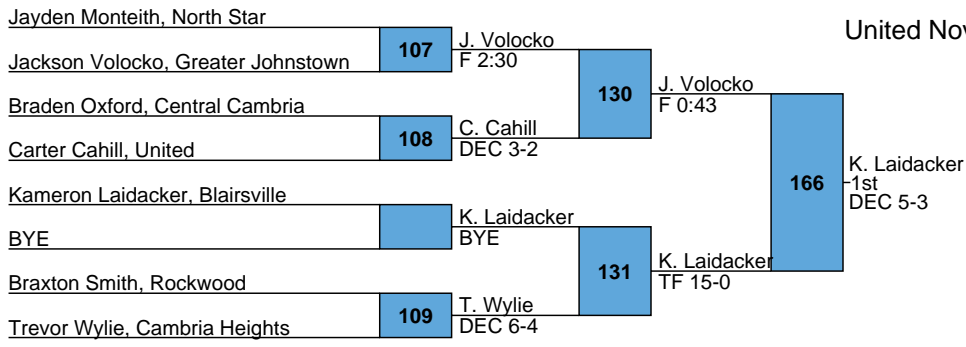 Jayden Monteith, North Star
107
J. Volocko
F 2:30
Jackson Volocko, Greater Johnstown
130
J. Volocko
F 0:43
Braden Oxford, Central Cambria
108
C. Cahill
DEC 3-2
Carter Cahill, United
166
K. Laidacker
1st
DEC 5-3
Kameron Laidacker, Blairsville
K. Laidacker
BYE
BYE
131
K. Laidacker
TF 15-0
Braxton Smith, Rockwood
109
T. Wylie
DEC 6-4
Trevor Wylie, Cambria Heights
United